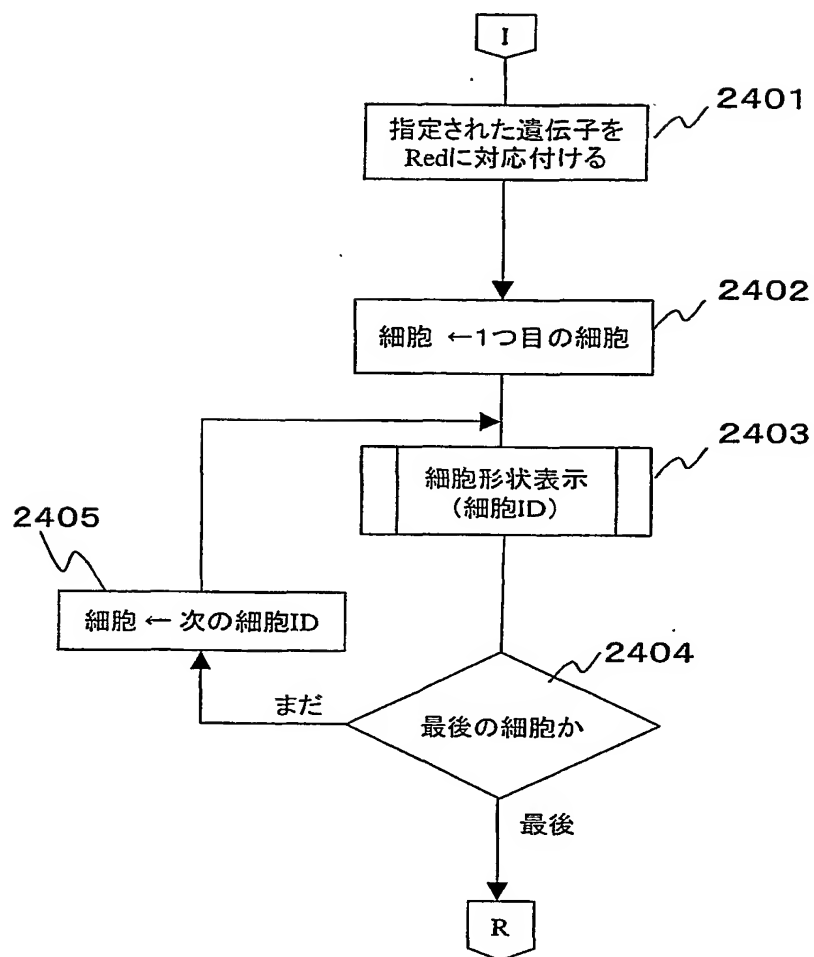 I
2401
指定された遺伝子を
Redに対応付ける
2402
細胞 ←1つ目の細胞
2403
細胞形状表示
(細胞ID)
2405
細胞 ← 次の細胞ID
2404
まだ
最後の細胞か
最後
R